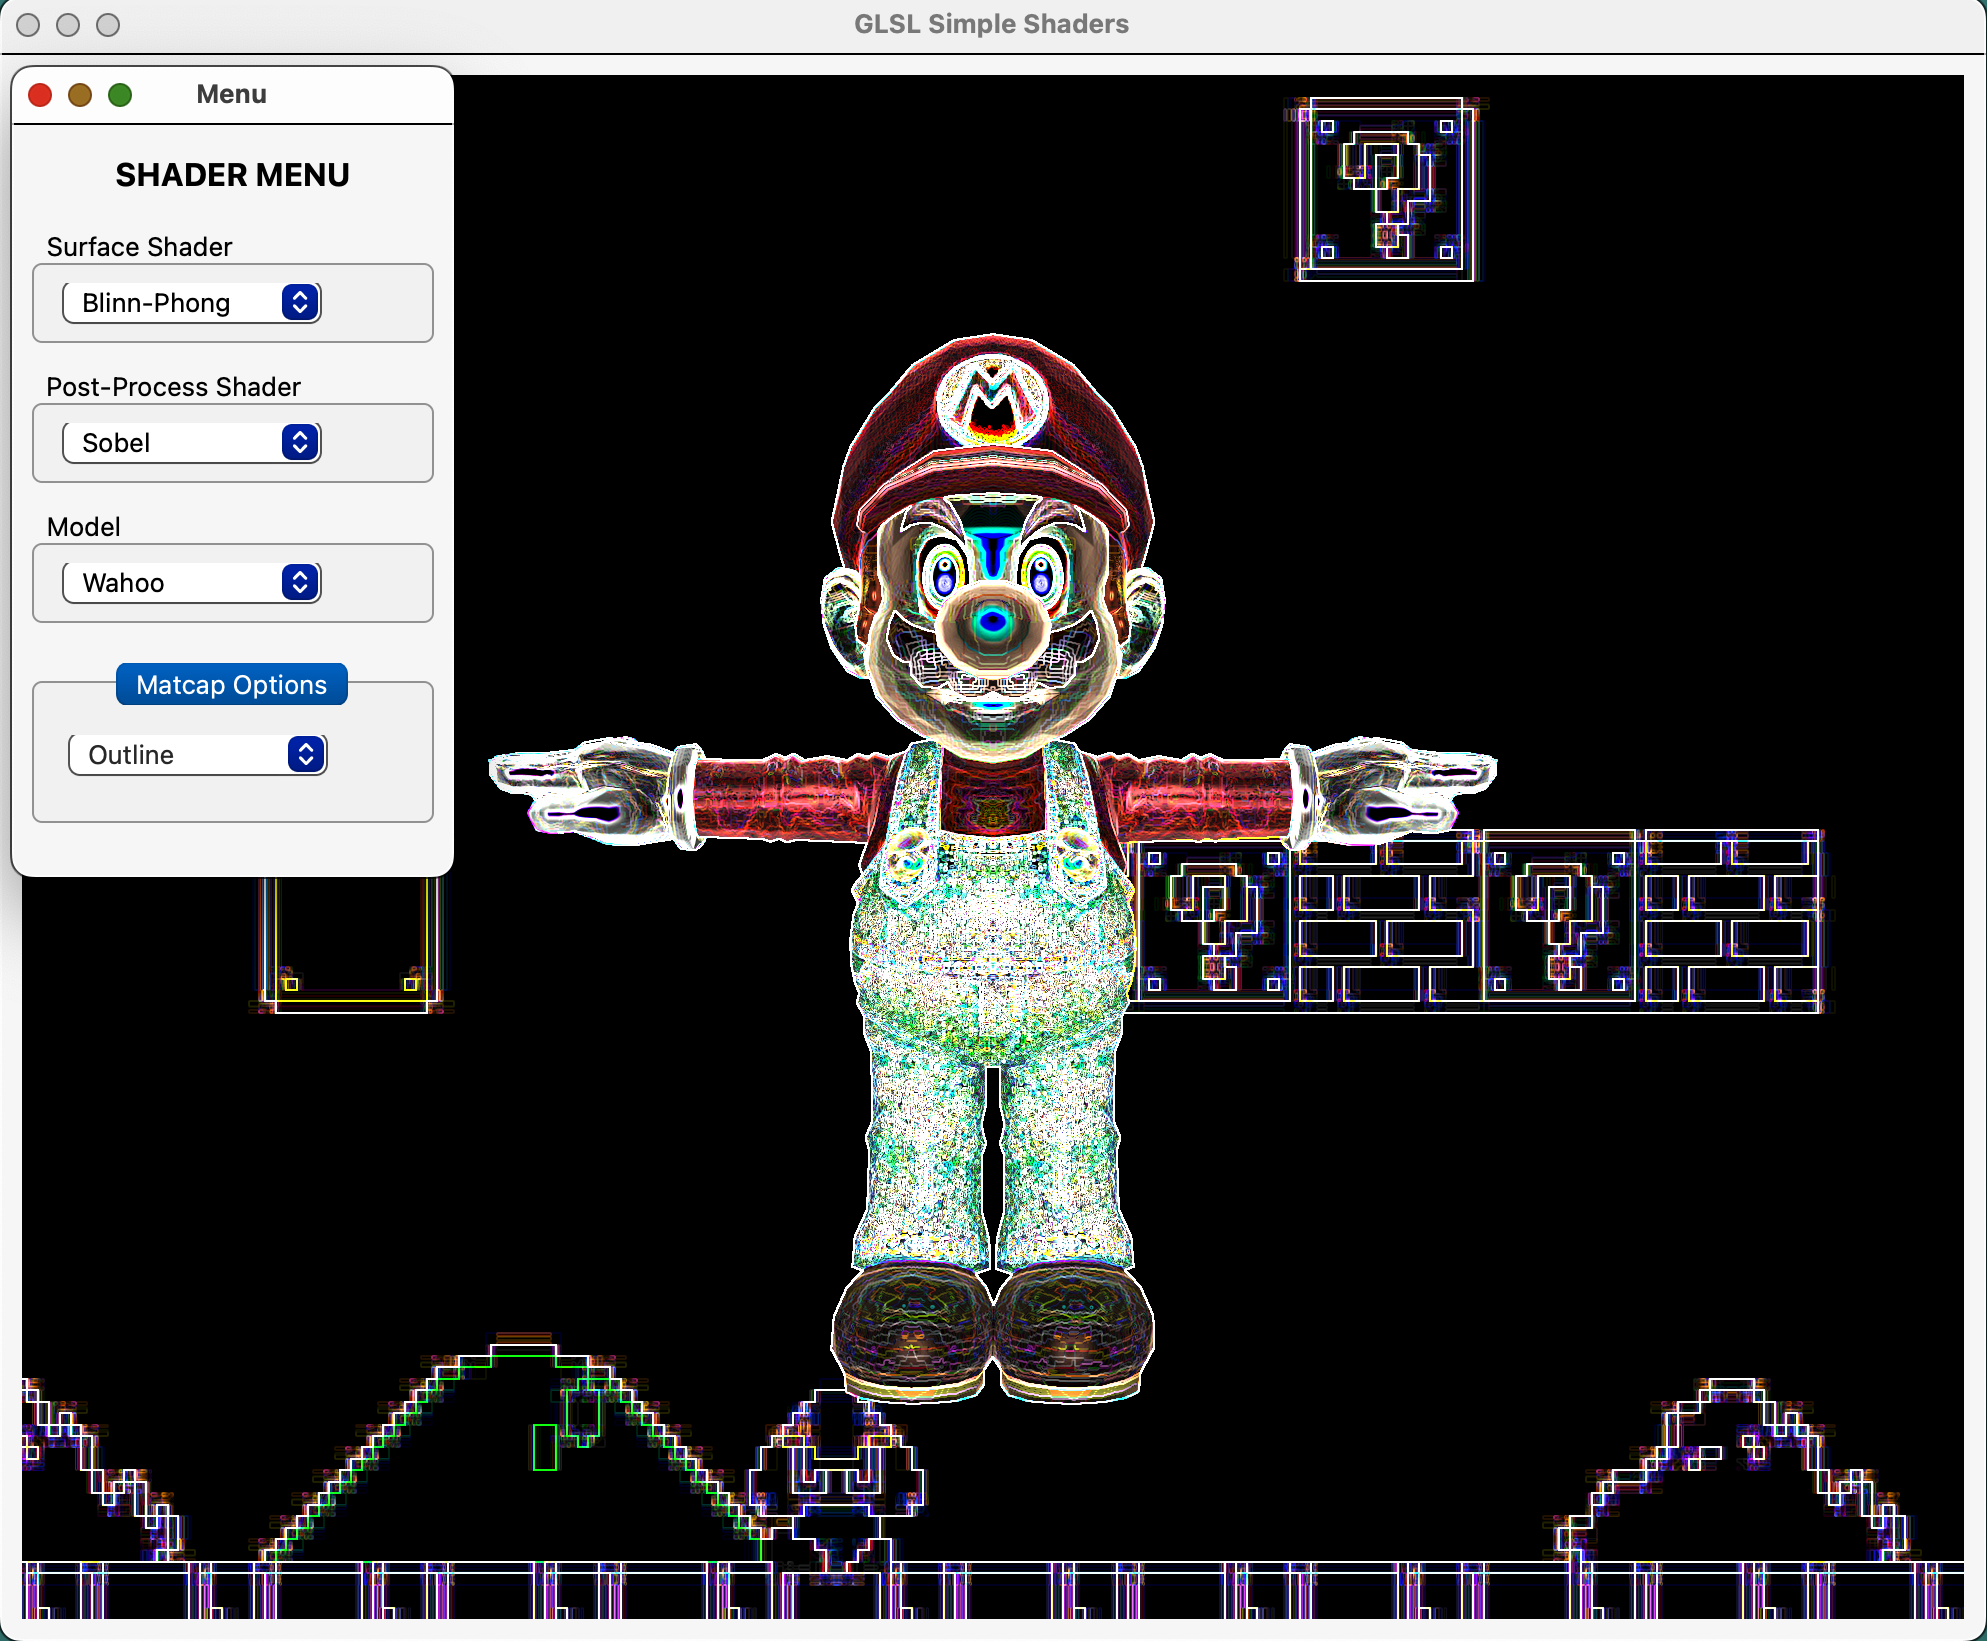 GLSL Simple Shaders
Menu
SHADER MENU
Surface Shader
Blinn-Phong
Post-Process Shader
Sobel
Model
Wahoo
Matcap Options
Outline
?
M
? ?